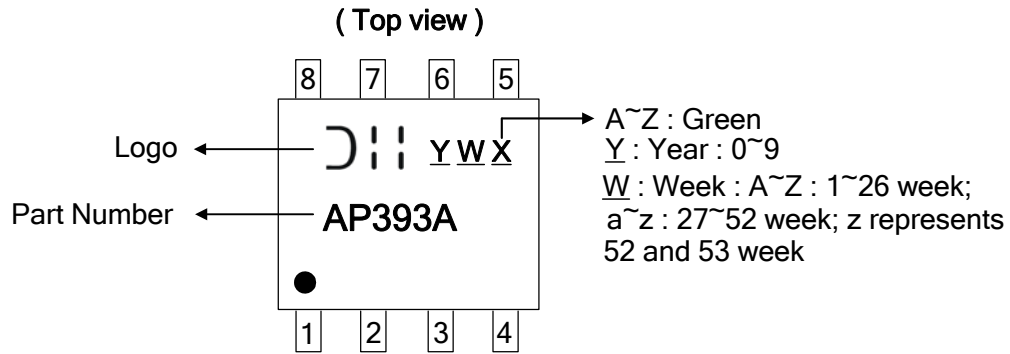 ( Top view )
8 7 6 5
Logo
Y W X
A~Z : Green
Y : Year : 0~9
W : Week : A~Z : 1~26 week;
a~z : 27~52 week; z represents
52 and 53 week
Part Number
AP393A
1 2 3 4